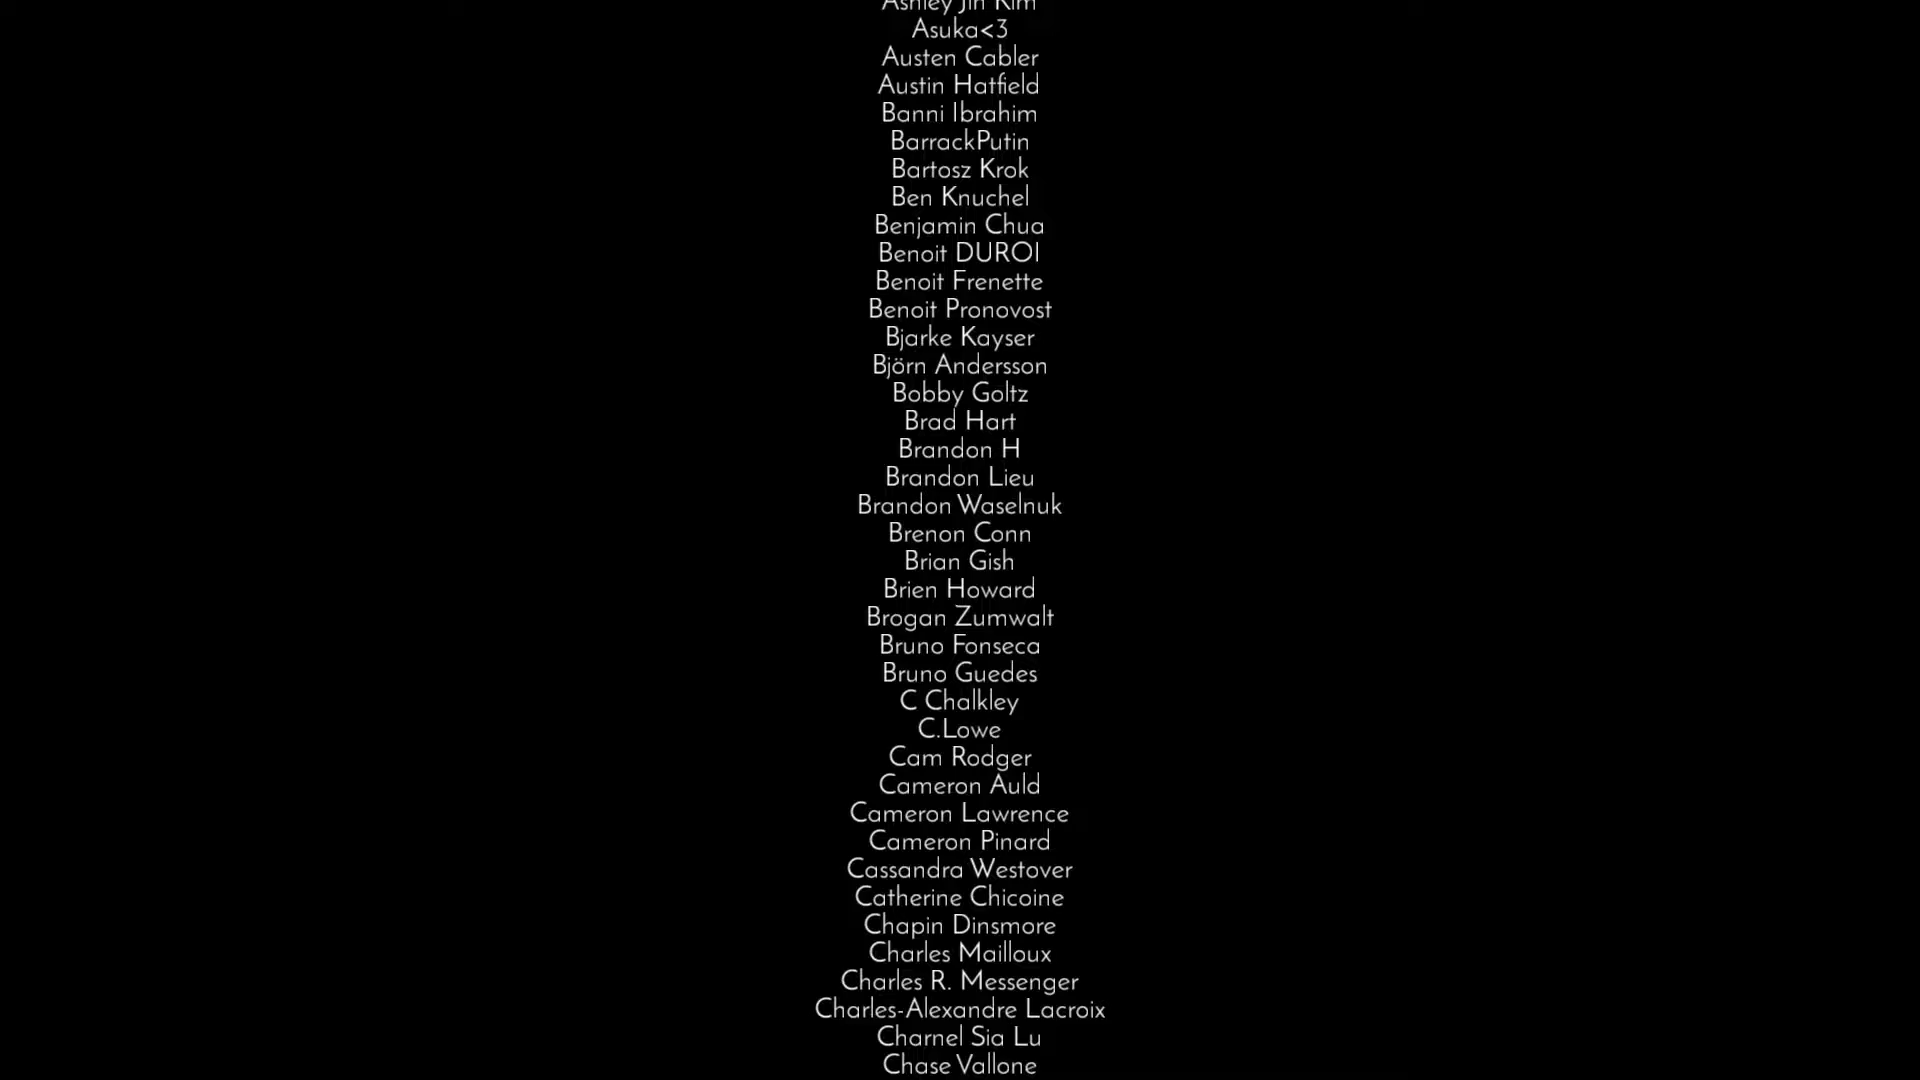 Ashley Jin Kim
Asuka<3
Austen Cabler
Austin Hatfield
Banni Ibrahim
BarrackPutin
Bartosz Krok
Ben Knuchel
Benjamin Chua
Benoit DUROI
Benoit Frenette
Benoit Pronovost
Bjarke Kayser
Björn Andersson
Bobby Goltz
Brad Hart
Brandon H
Brandon Lieu
Brandon Waselnuk
Brenon Conn
Brian Gish
Brien Howard
Brogan Zumwalt
Bruno Fonseca
Bruno Guedes
C Chalkley
C.Lowe
Cam Rodger
Cameron Auld
Cameron Lawrence
Cameron Pinard
Cassandra Westover
Catherine Chicoine
Chapin Dinsmore
Charles Mailloux
Charles R. Messenger
Charles-Alexandre Lacroix
Charnel Sia Lu
Chase Vallone